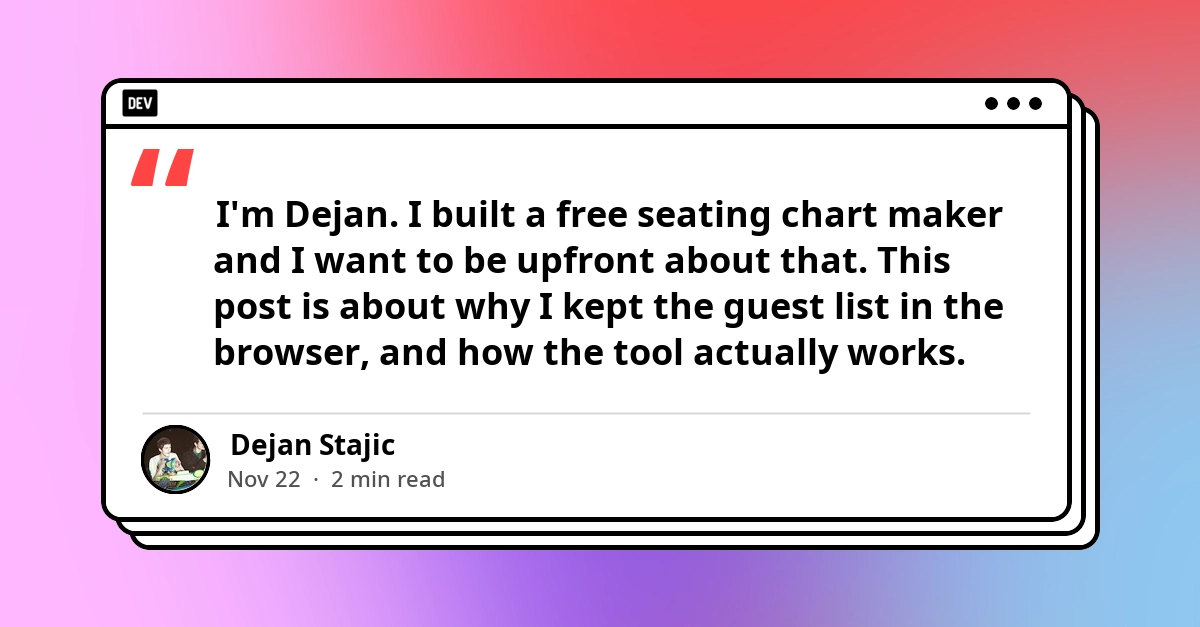 DEV
I'm Dejan. I built a free seating chart maker
and I want to be upfront about that. This
post is about why I kept the guest list in the
browser, and how the tool actually works.
Dejan Stajic
Nov 22 · 2 min read